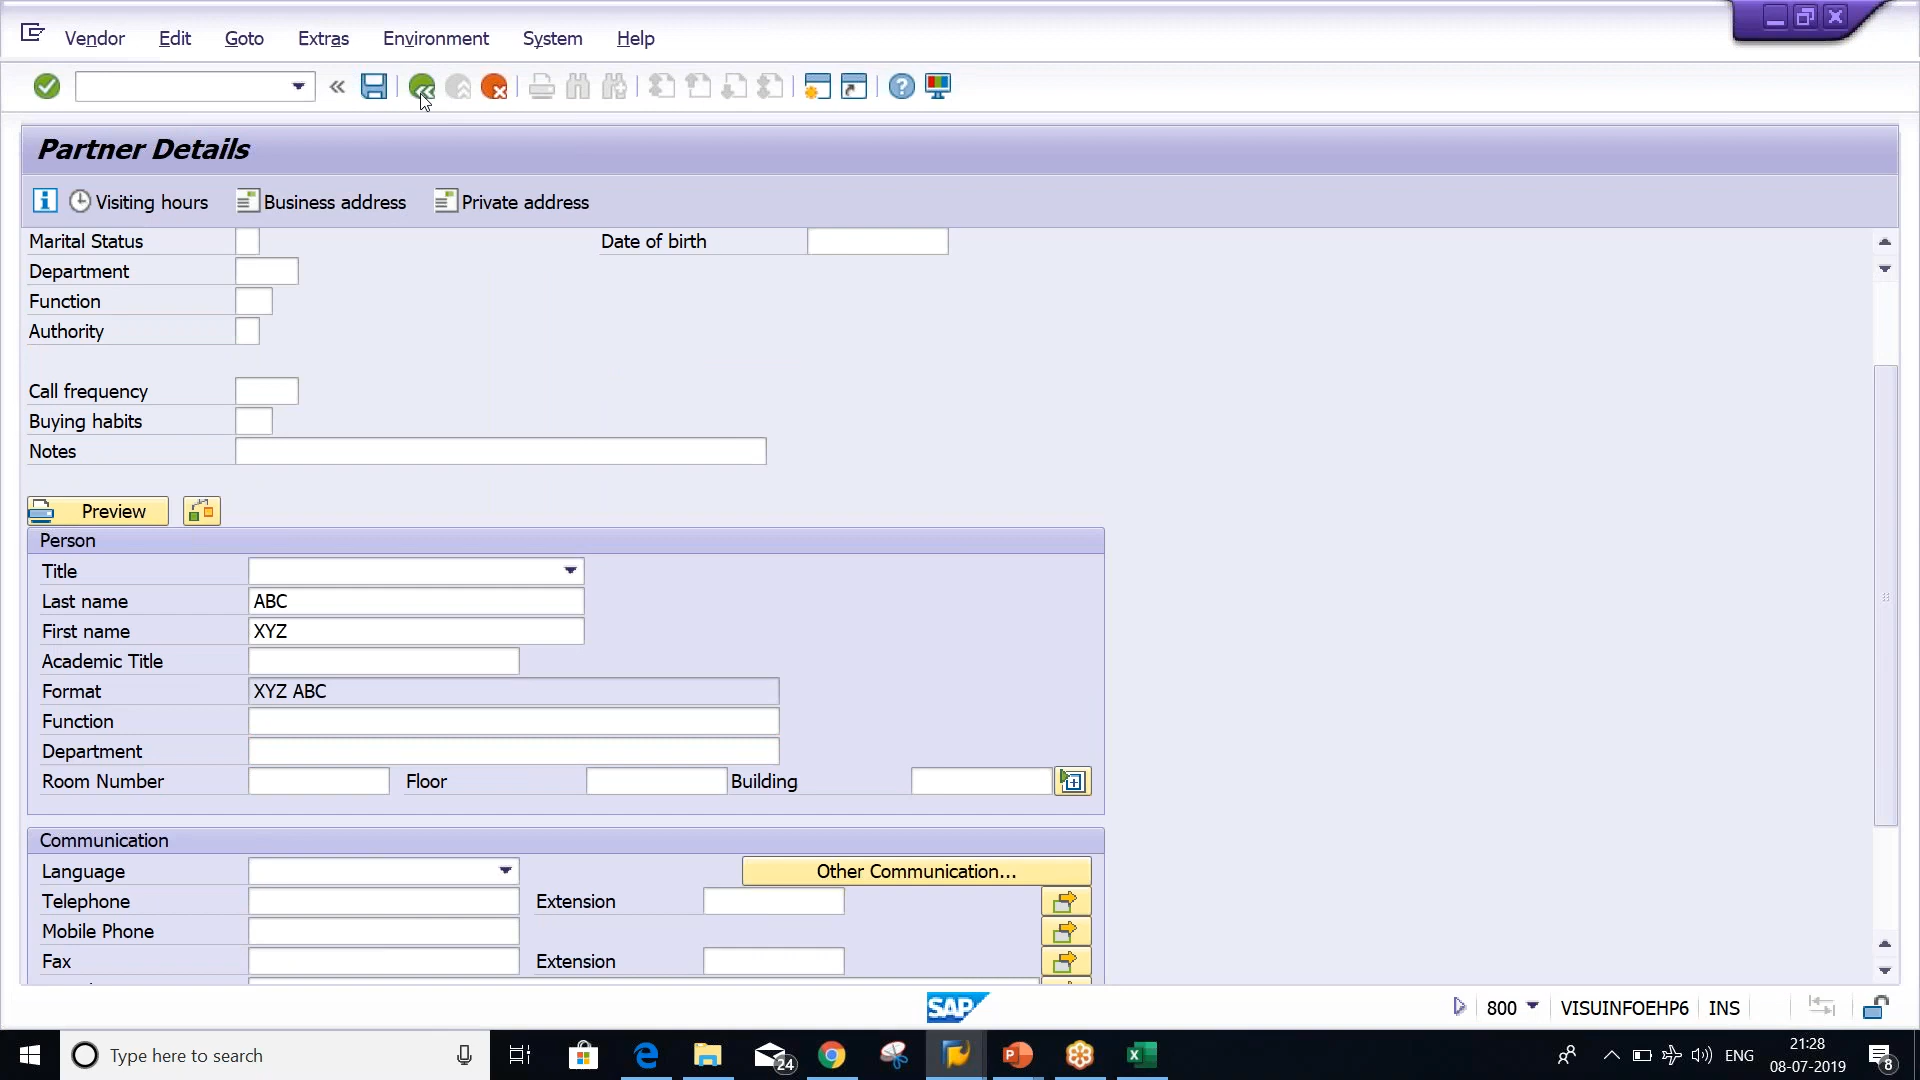 Vendor Edit Goto Extras Environment System Help
Partner Details
Visiting hours Business address Private address
Marital Status Date of birth
Department
Function
Authority
Call frequency
Buying habits
Notes
Preview
Person
Title
Last name ABC
First name XYZ
Academic Title
Format XYZ ABC
Function
Department
Room Number Floor Building
Communication
Language Other Communication...
Telephone Extension
Mobile Phone
Fax Extension
SAP 800 VISUINFOEHP6 INS
Type here to search 24 ENG 21:28
08-07-2019 8